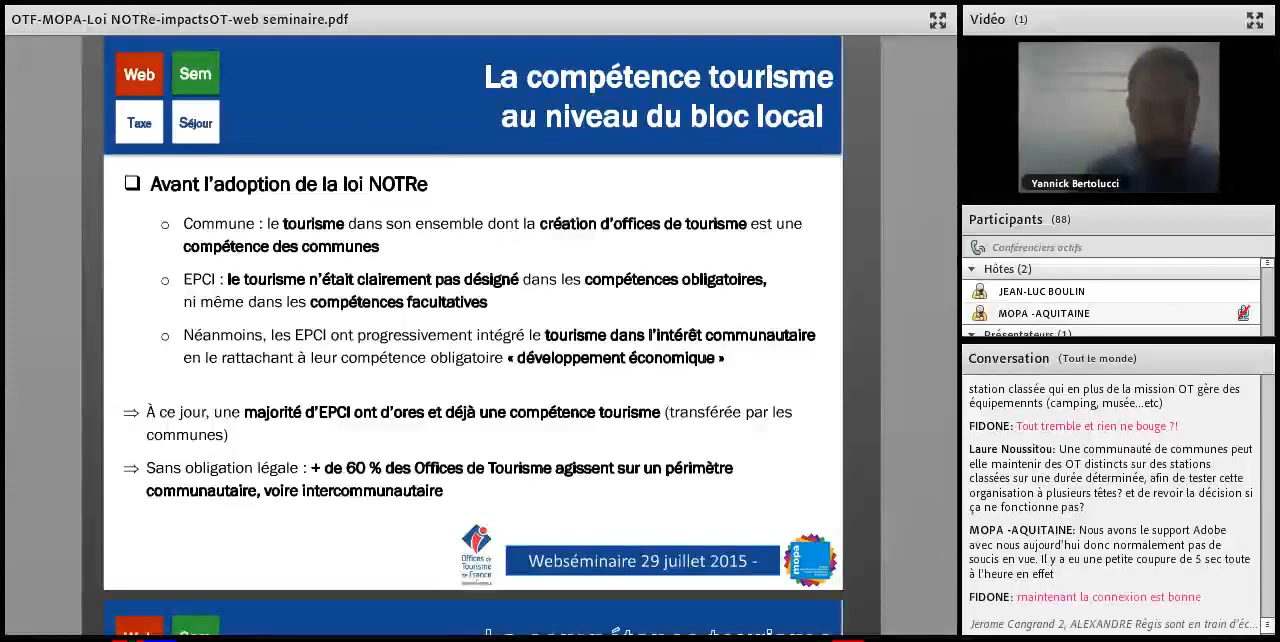 OTF-MOPA-Loi NOTRe-impactsOT-web seminaire.pdf
Web
Sem
Taxe
Séjour
La compétence tourisme
au niveau du bloc local
Avant l'adoption de la loi NOTRe
Commune : le tourisme dans son ensemble dont la création d'offices de tourisme est une
compétence des communes
EPCI : le tourisme n'était clairement pas désigné dans les compétences obligatoires,
ni même dans les compétences facultatives
Néanmoins, les EPCI ont progressivement intégré le tourisme dans l'intérêt communautaire
en le rattachant à leur compétence obligatoire « développement économique »
⇒ À ce jour, une majorité d'EPCI ont d'ores et déjà une compétence tourisme (transférée par les
communes)
⇒ Sans obligation légale : + de 60 % des Offices de Tourisme agissent sur un périmètre
communautaire, voire intercommunautaire
Offices de
Tourisme
de France
Webséminaire 29 juillet 2015 -
mopa
Vidéo (1)
Yannick Bertolucci
Participants (88)
Conférenciers actifs
Hôtes (2)
JEAN-LUC BOULIN
MOPA -AQUITAINE
Présentateurs (1)
Conversation (Tout le monde)
station classée qui en plus de la mission OT gère des
équipememnts (camping, musée...etc)
FIDONE: Tout tremble et rien ne bouge ?!
Laure Noussitou: Une communauté de communes peut
elle maintenir des OT distincts sur des stations
classées sur une durée déterminée, afin de tester cette
organisation à plusieurs têtes? et de revoir la décision si
ça ne fonctionne pas?
MOPA -AQUITAINE: Nous avons le support Adobe
avec nous aujourd'hui donc normalement pas de
soucis en vue. Il y a eu une petite coupure de 5 sec toute
à l'heure en effet
FIDONE: maintenant la connexion est bonne
Jerome Cangrand 2, ALEXANDRE Régis sont en train d'éc...
Web
Sem